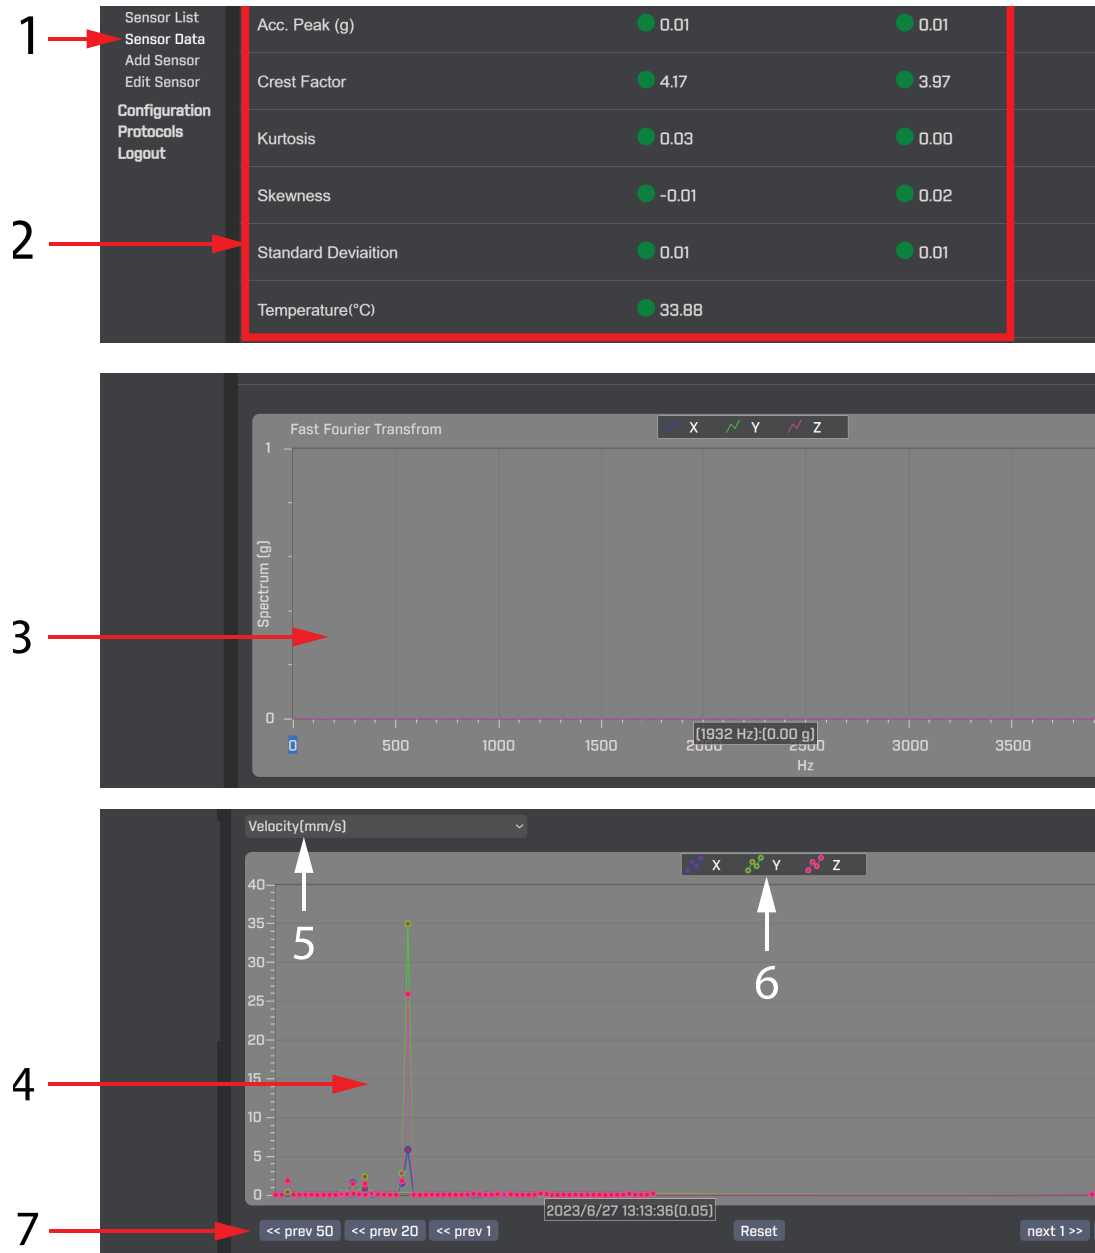 1
Sensor List
Sensor Data
Add Sensor
Edit Sensor
Configuration
Protocols
Logout
2
Acc. Peak (g) 0.01 0.01
Crest Factor 4.17 3.97
Kurtosis 0.03 0.00
Skewness -0.01 0.02
Standard Deviaition 0.01 0.01
Temperature(°C) 33.88
3
Fast Fourier Transfrom
X Y Z
1
Spectrum (g)
0
(1932 Hz):(0.00 g)
0 500 1000 1500 2000 2500 3000 3500
Hz
Velocity(mm/s)
X Y Z
5
6
4
40
35
30
25
20
15
10
5
0
2023/6/27 13:13:36(0.05)
7
<< prev 50 << prev 20 << prev 1 Reset next 1 >>